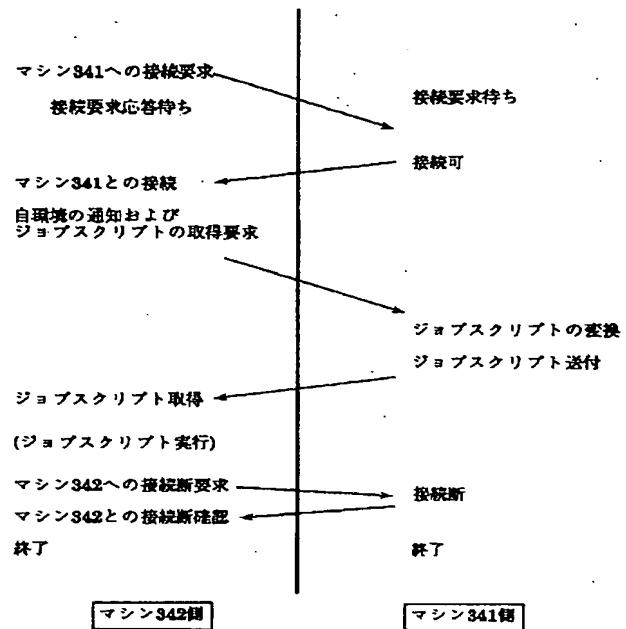 マシン341への接続要求
接続要求応答待ち
接続要求待ち
接続可
マシン341との接続
自環境の通知および
ジョブスクリプトの取得要求
ジョブスクリプトの変換
ジョブスクリプト送付
ジョブスクリプト取得
(ジョブスクリプト実行)
マシン342への接続断要求
接続断
マシン342との接続断確認
終了
終了
マシン342側
マシン341側